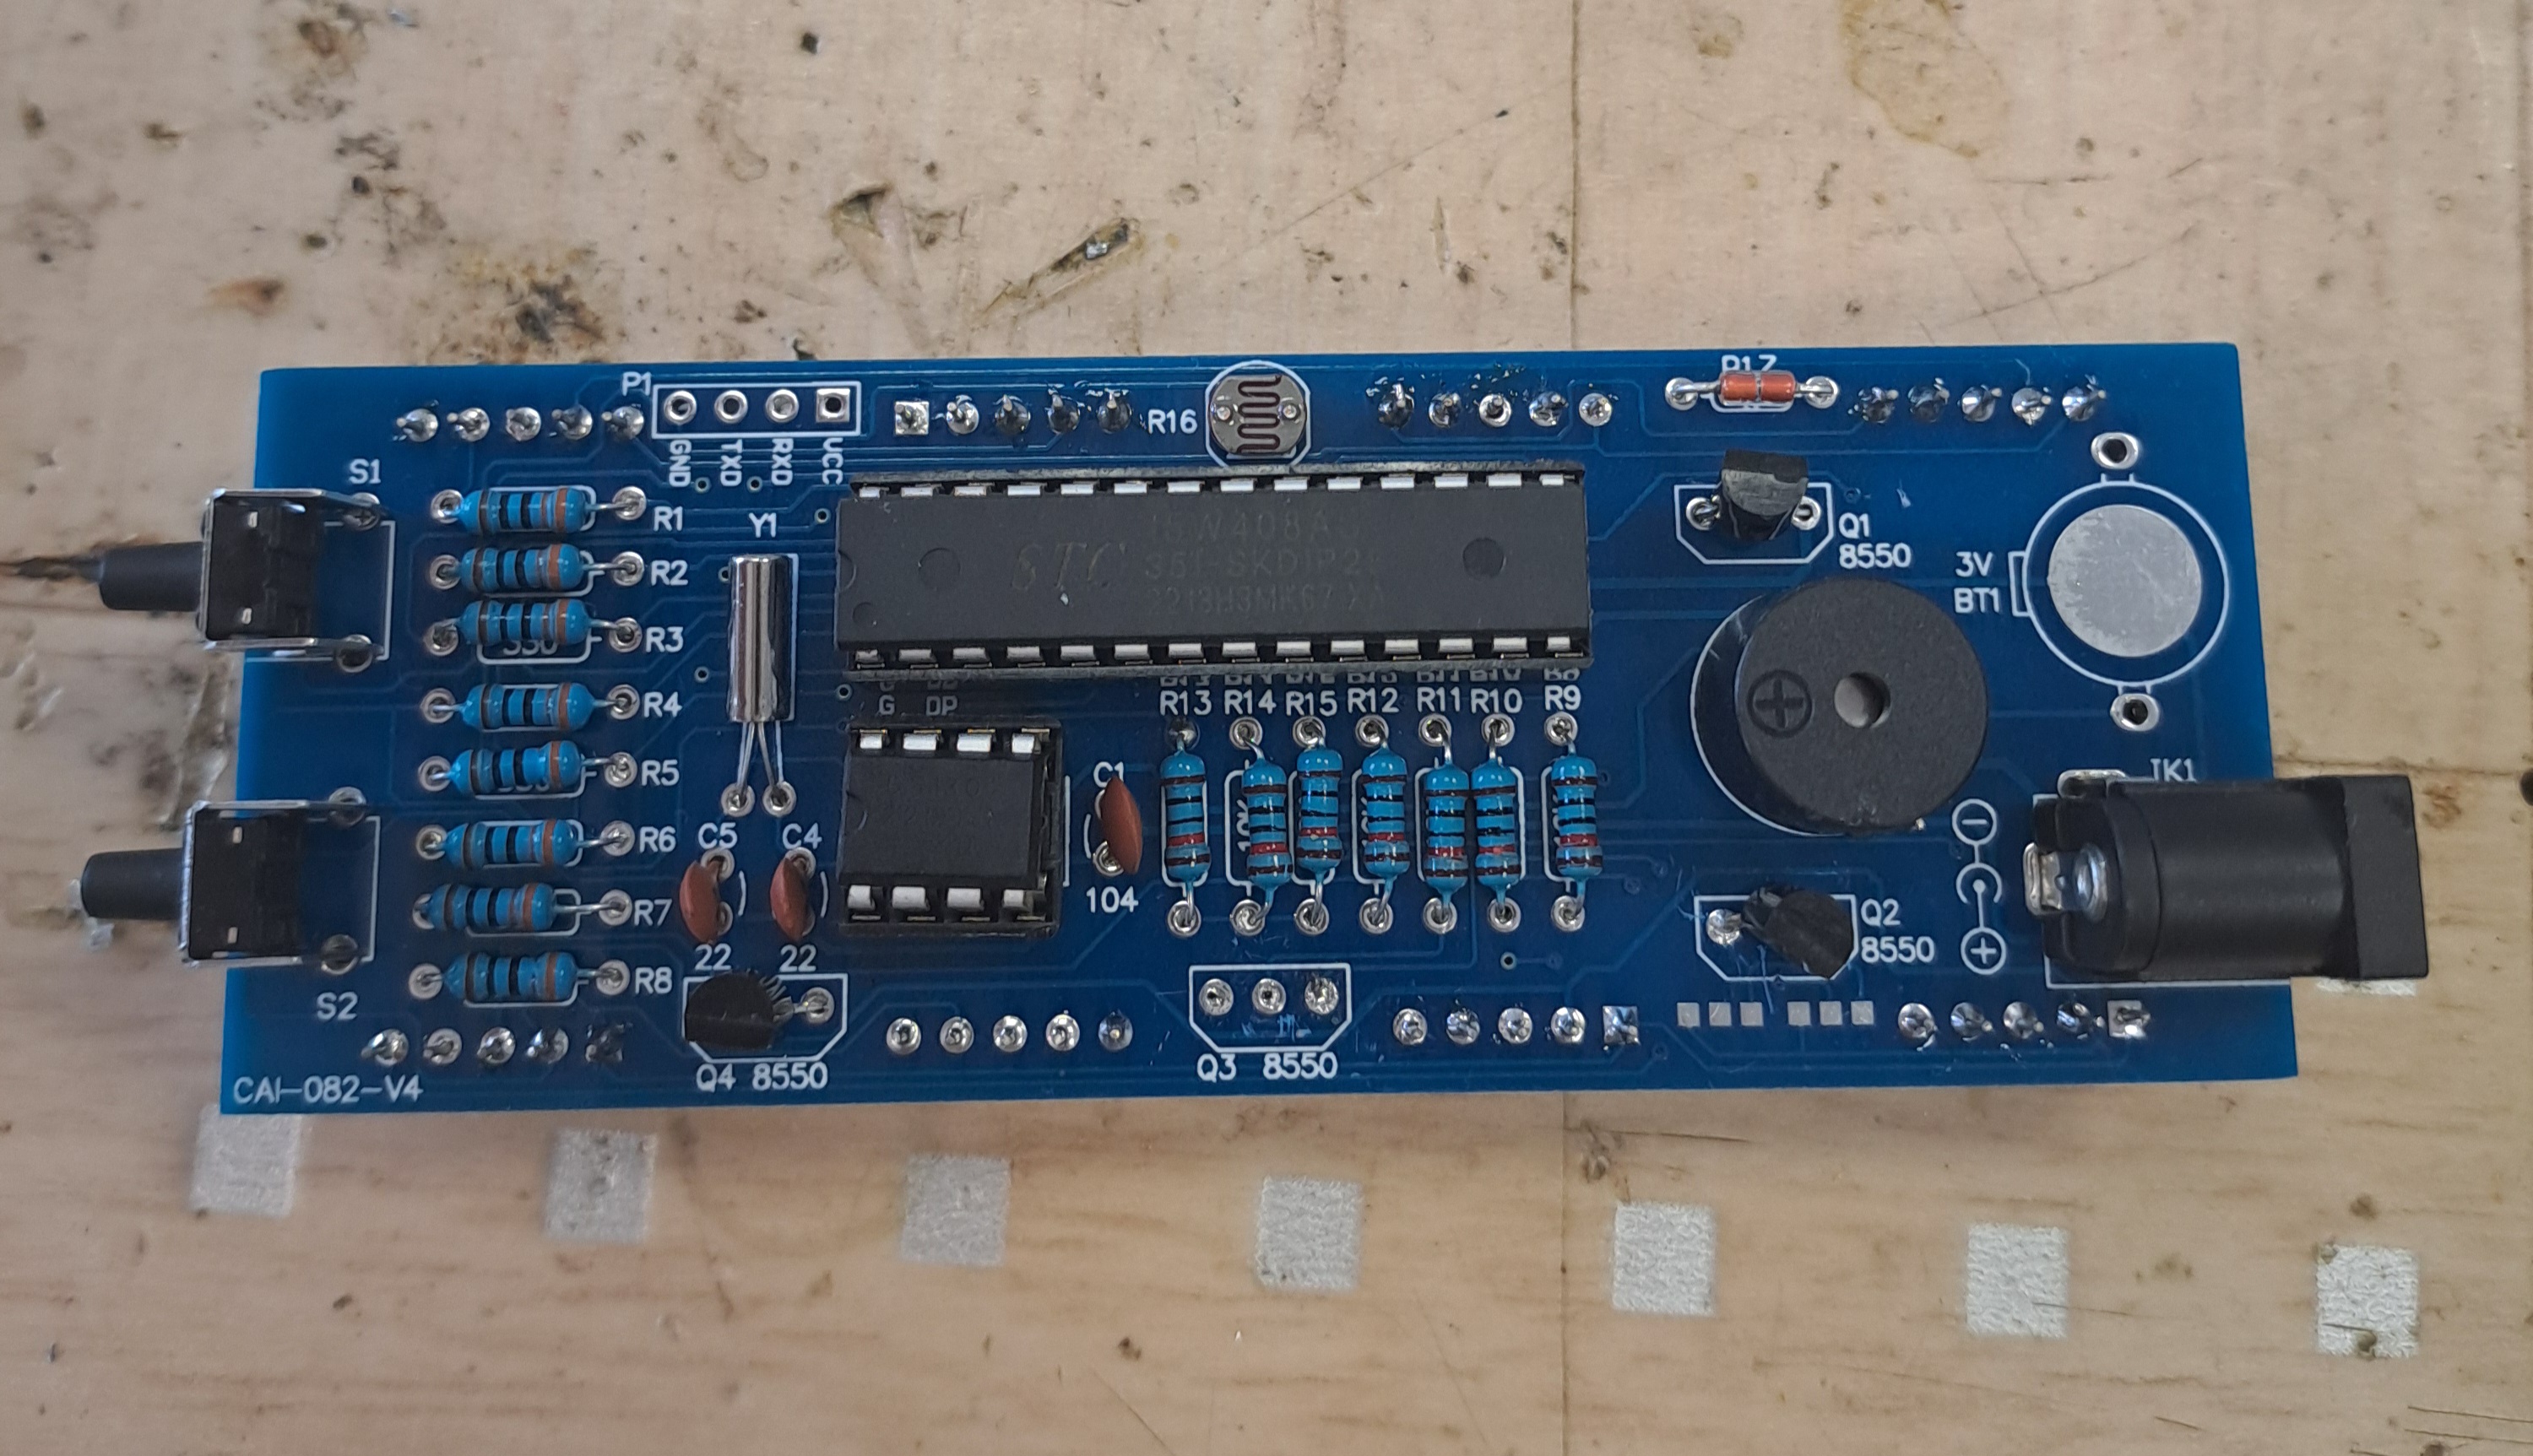 P1
GND
TXD
RXD
VCC
R16
S1
R1
Y1
R2
R3
330
R4
R5
R6
R7
R8
S2
STC
Q1
8550
3V
BT1
G
DP
R13 R14 R15 R12 R11 R10 R9
C1
104
10K
C5
C4
22
22
Q2
8550
Q4 8550
Q3 8550
CAI-082-V4